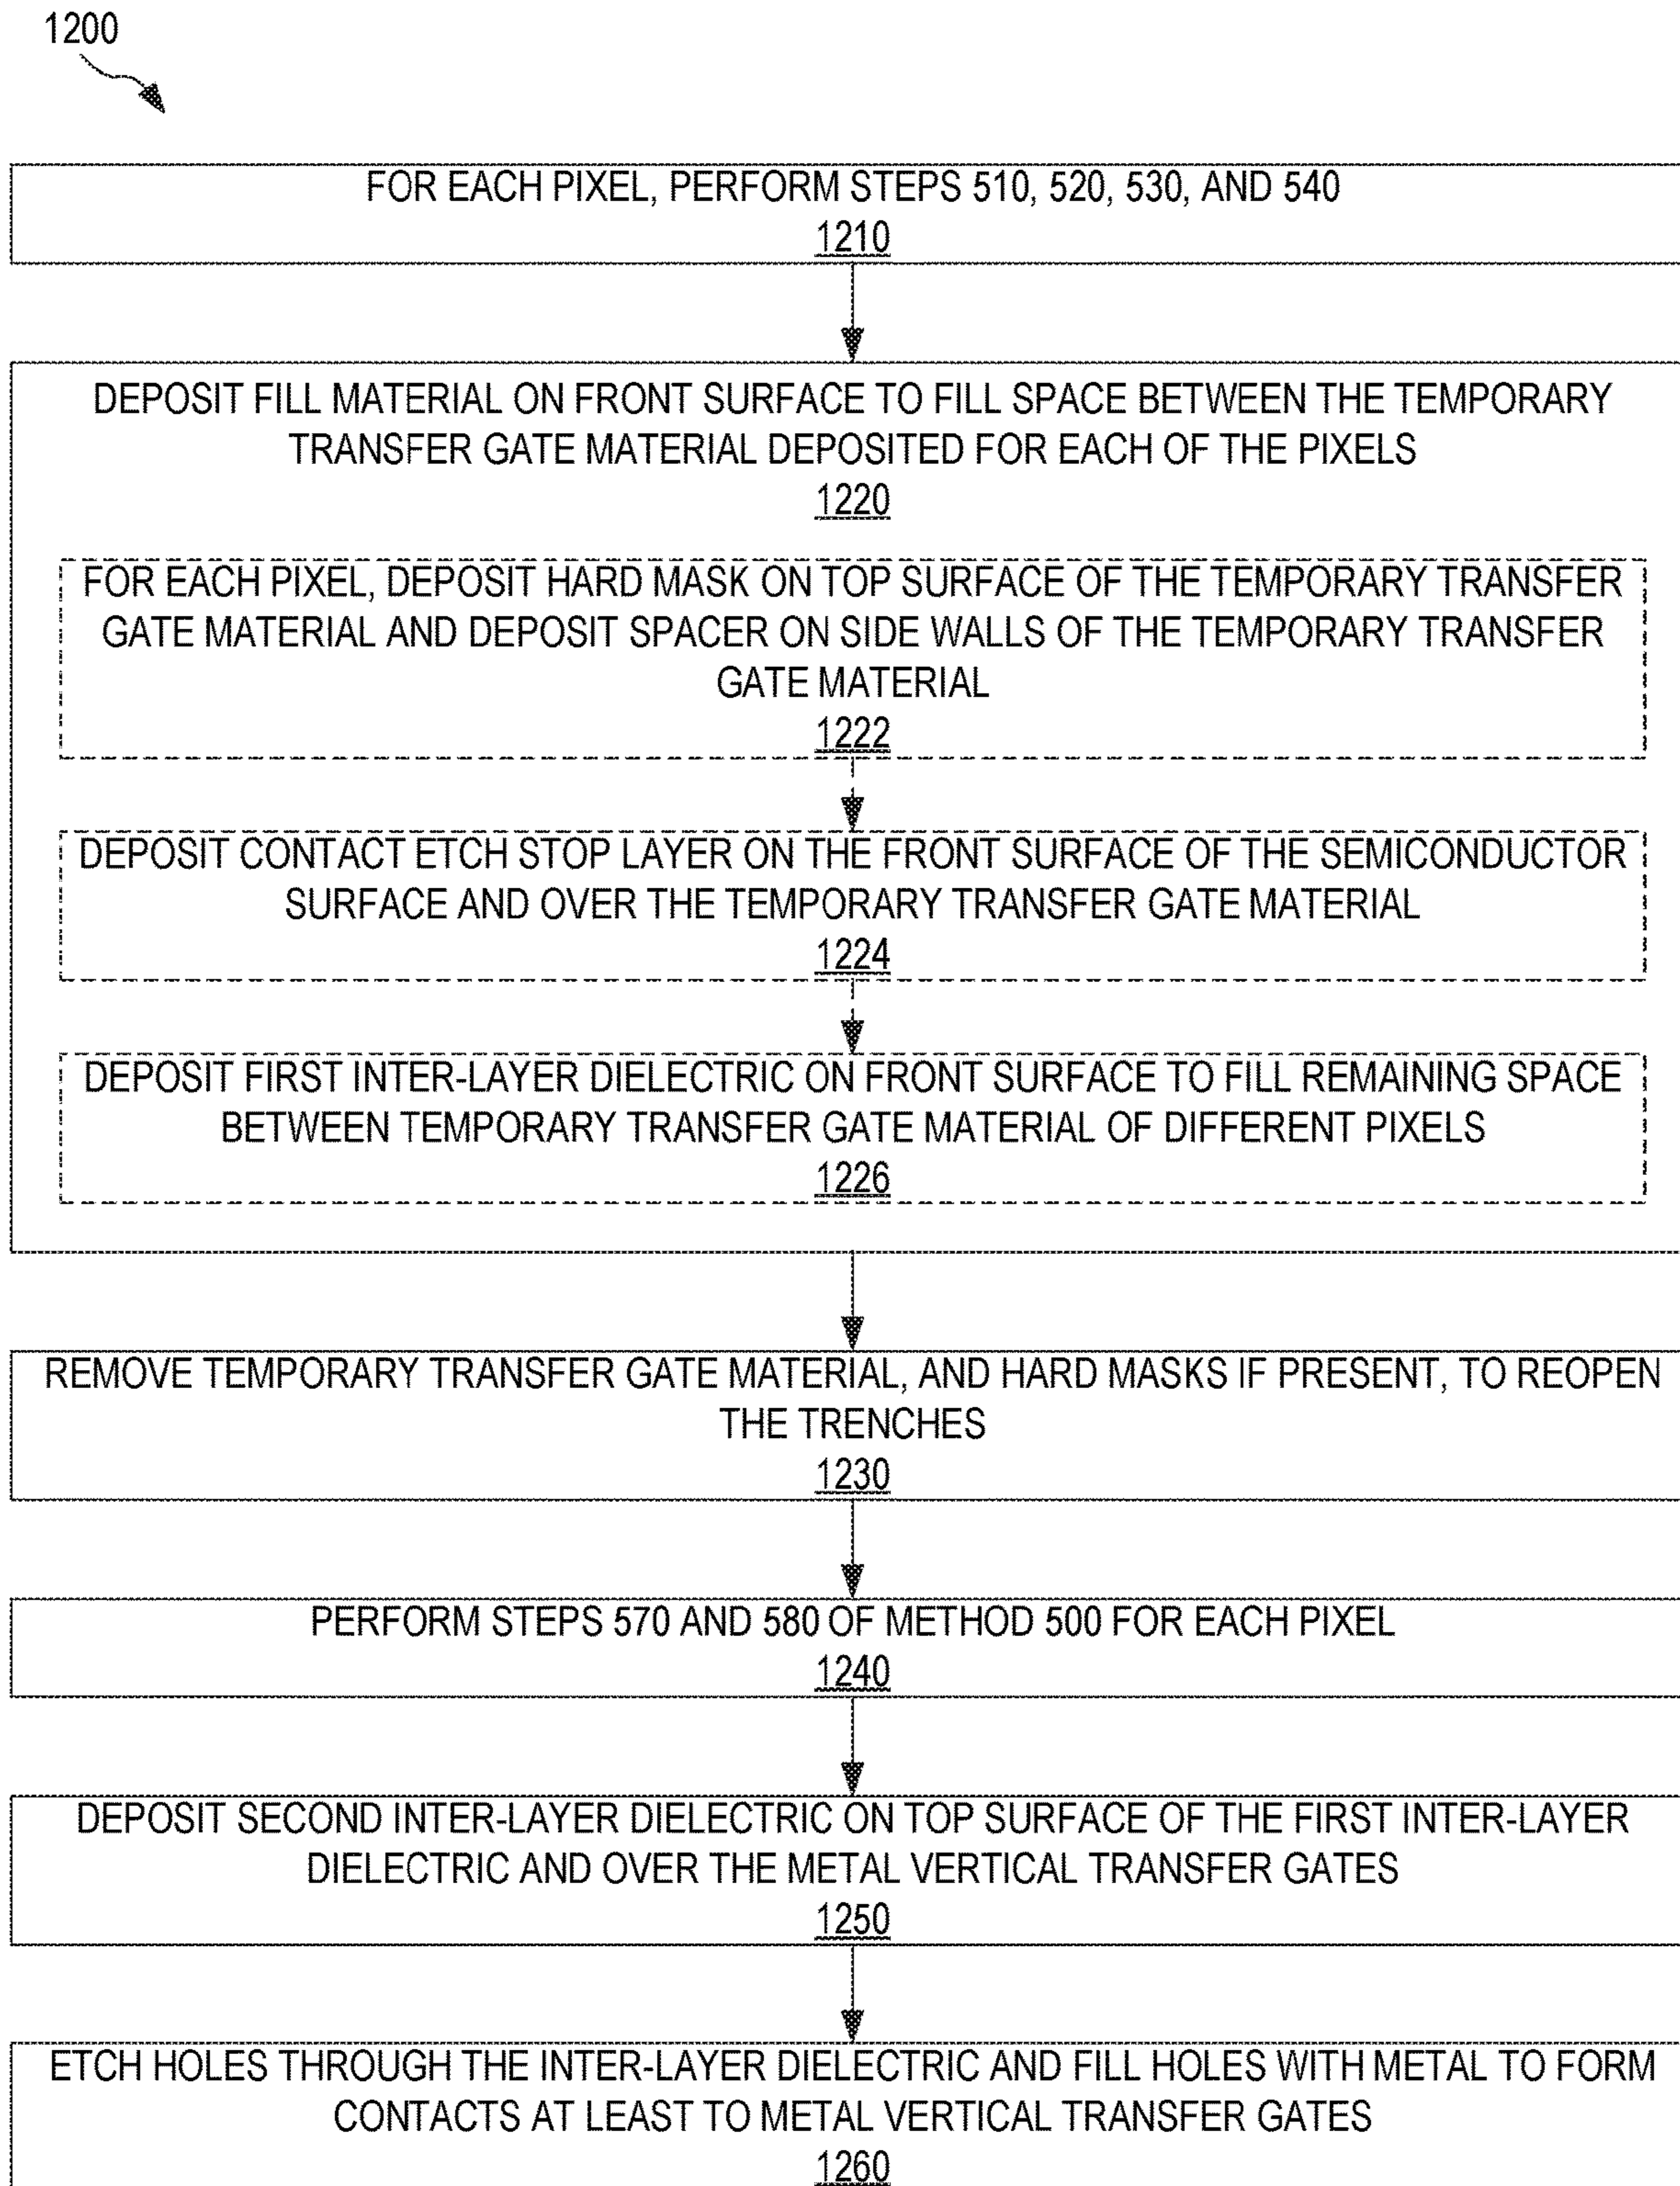 1200
FOR EACH PIXEL, PERFORM STEPS 510, 520, 530, AND 540
1210
DEPOSIT FILL MATERIAL ON FRONT SURFACE TO FILL SPACE BETWEEN THE TEMPORARY
TRANSFER GATE MATERIAL DEPOSITED FOR EACH OF THE PIXELS
1220
FOR EACH PIXEL, DEPOSIT HARD MASK ON TOP SURFACE OF THE TEMPORARY TRANSFER
GATE MATERIAL AND DEPOSIT SPACER ON SIDE WALLS OF THE TEMPORARY TRANSFER
GATE MATERIAL
1222
DEPOSIT CONTACT ETCH STOP LAYER ON THE FRONT SURFACE OF THE SEMICONDUCTOR
SURFACE AND OVER THE TEMPORARY TRANSFER GATE MATERIAL
1224
DEPOSIT FIRST INTER-LAYER DIELECTRIC ON FRONT SURFACE TO FILL REMAINING SPACE
BETWEEN TEMPORARY TRANSFER GATE MATERIAL OF DIFFERENT PIXELS
1226
REMOVE TEMPORARY TRANSFER GATE MATERIAL, AND HARD MASKS IF PRESENT, TO REOPEN
THE TRENCHES
1230
PERFORM STEPS 570 AND 580 OF METHOD 500 FOR EACH PIXEL
1240
DEPOSIT SECOND INTER-LAYER DIELECTRIC ON TOP SURFACE OF THE FIRST INTER-LAYER
DIELECTRIC AND OVER THE METAL VERTICAL TRANSFER GATES
1250
ETCH HOLES THROUGH THE INTER-LAYER DIELECTRIC AND FILL HOLES WITH METAL TO FORM
CONTACTS AT LEAST TO METAL VERTICAL TRANSFER GATES
1260